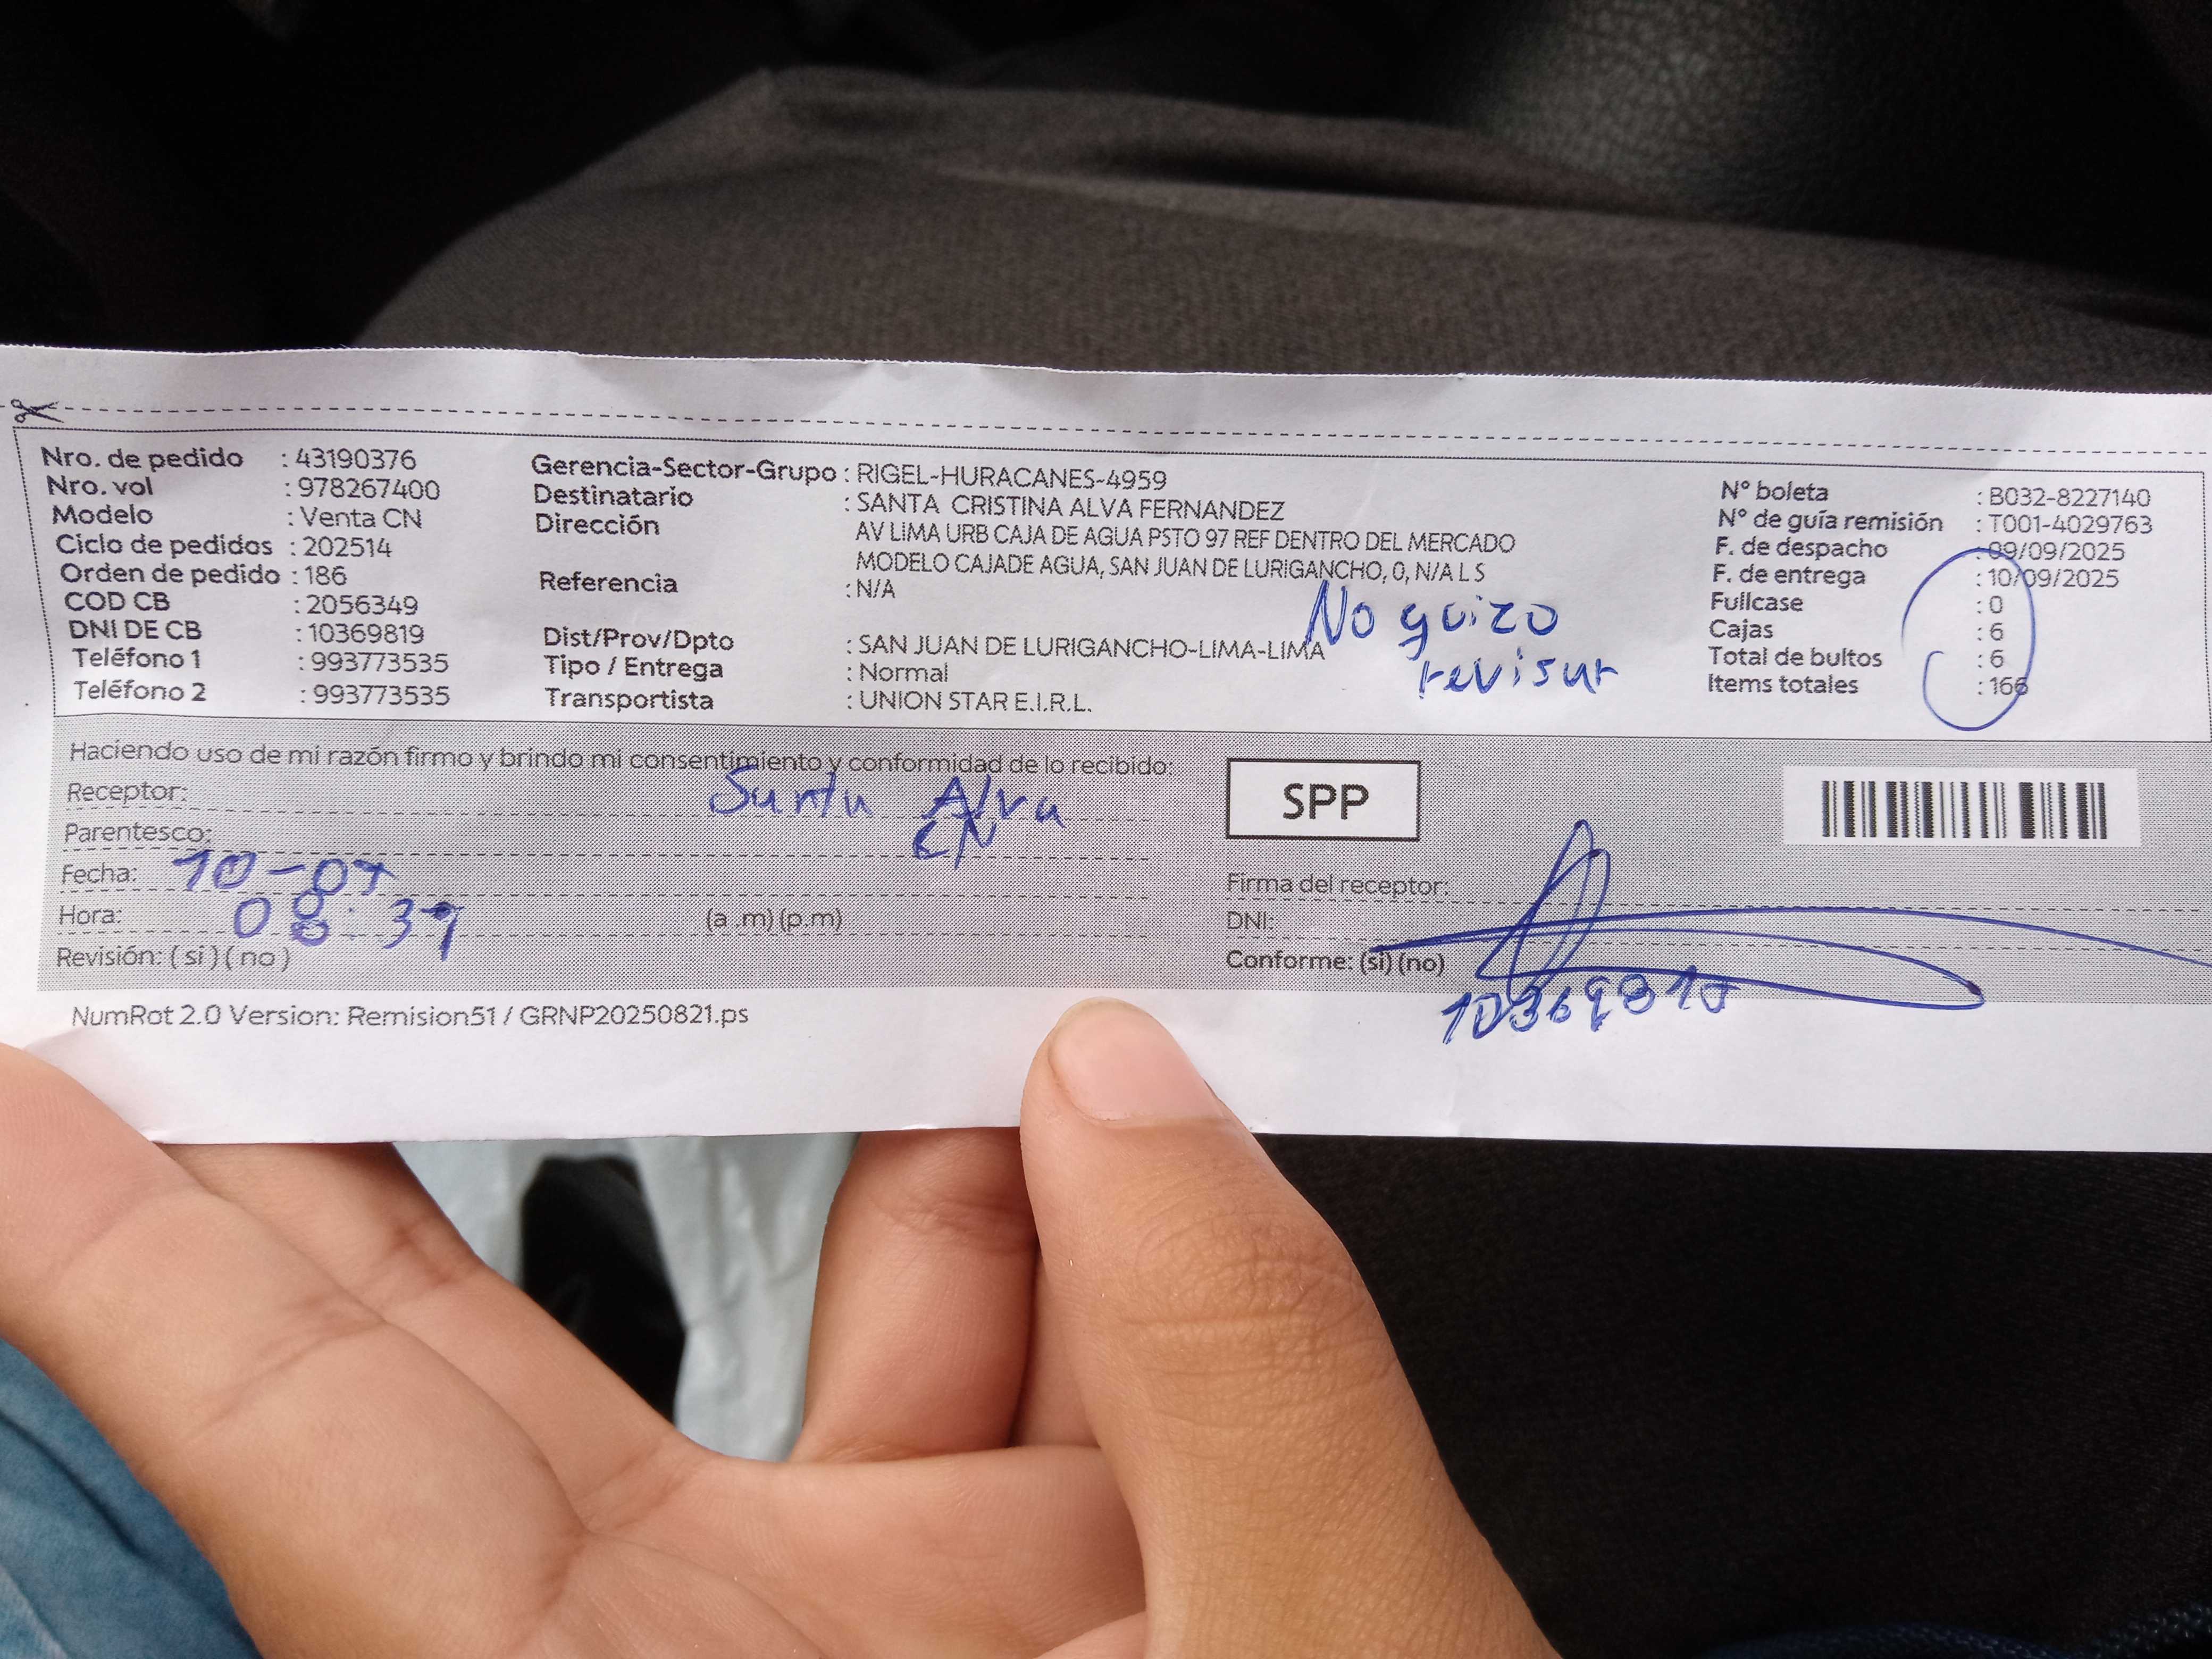 Nro. de pedido : 43190376
Nro. vol : 978267400
Modelo : Venta CN
Ciclo de pedidos : 202514
Orden de pedido : 186
COD CB : 2056349
DNI DE CB : 10369819
Teléfono 1 : 993773535
Teléfono 2 : 993773535
Gerencia-Sector-Grupo : RIGEL-HURACANES-4959
Destinatario : SANTA CRISTINA ALVA FERNANDEZ
Dirección AV LIMA URB CAJA DE AGUA PSTO 97 REF DENTRO DEL MERCADO
MODELO CAJADE AGUA, SAN JUAN DE LURIGANCHO, 0, N/A L S
Referencia : N/A
Dist/Prov/Dpto : SAN JUAN DE LURIGANCHO-LIMA-LIMA
Tipo / Entrega : Normal
Transportista : UNION STAR E.I.R.L.
No quizo
revisar
N° boleta : B032-8227140
N° de guía remisión : T001-4029763
F. de despacho : 09/09/2025
F. de entrega : 10/09/2025
Fullcase : 0
Cajas : 6
Total de bultos : 6
Items totales : 166
Haciendo uso de mi razón firmo y brindo mi consentimiento y conformidad de lo recibido:
Receptor: Santa Alva
Parentesco: CN
Fecha: 10-09
Hora: 08:39 (a .m) (p.m)
Revisión: ( si ) ( no )
SPP
Firma del receptor:
DNI: 10369819
Conforme: (si) (no)
NumRot 2.0 Version: Remision51 / GRNP20250821.ps